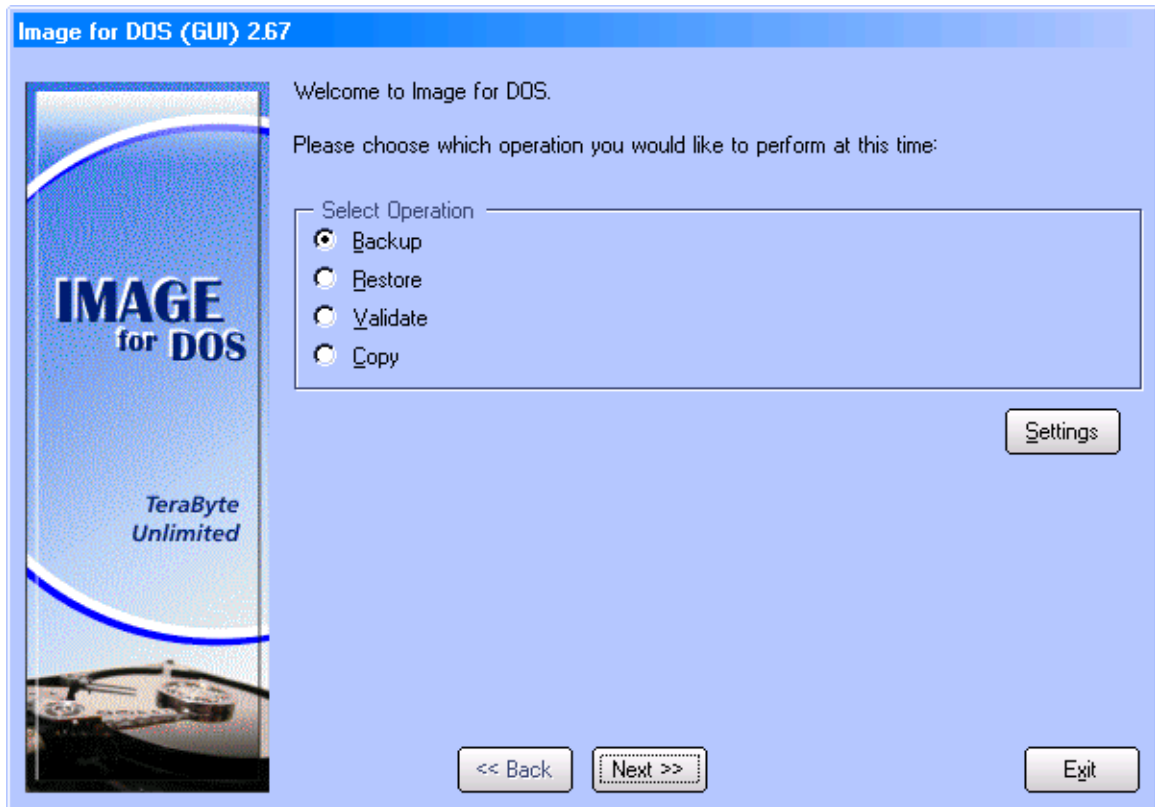 Image for DOS (GUI) 2.67
IMAGE
for DOS
TeraByte
Unlimited
Welcome to Image for DOS.
Please choose which operation you would like to perform at this time:
Select Operation
Backup
Restore
Validate
Copy
Settings
<< Back
Next >>
Exit